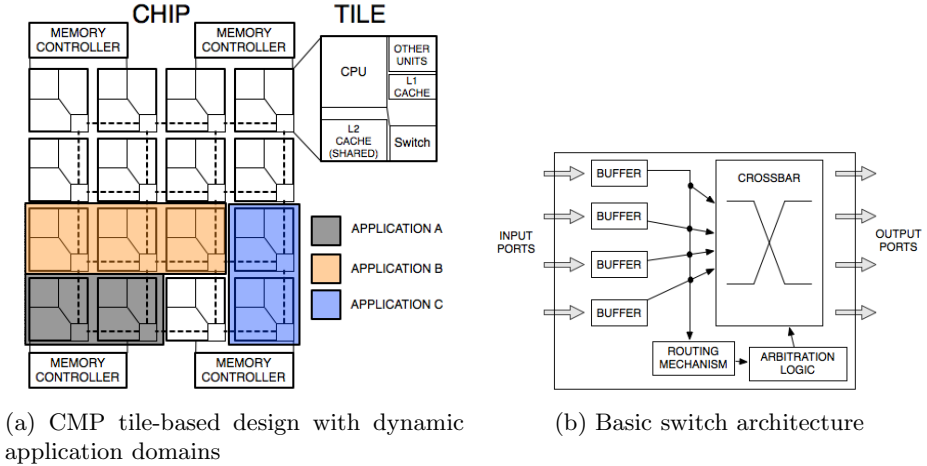 CHIP
TILE
MEMORY
CONTROLLER
MEMORY
CONTROLLER
CPU
OTHER
UNITS
L1
CACHE
L2
CACHE
(SHARED)
Switch
APPLICATION A
APPLICATION B
APPLICATION C
MEMORY
CONTROLLER
MEMORY
CONTROLLER
(a) CMP tile-based design with dynamic
application domains
BUFFER
BUFFER
BUFFER
BUFFER
CROSSBAR
INPUT
PORTS
OUTPUT
PORTS
ROUTING
MECHANISM
ARBITRATION
LOGIC
(b) Basic switch architecture